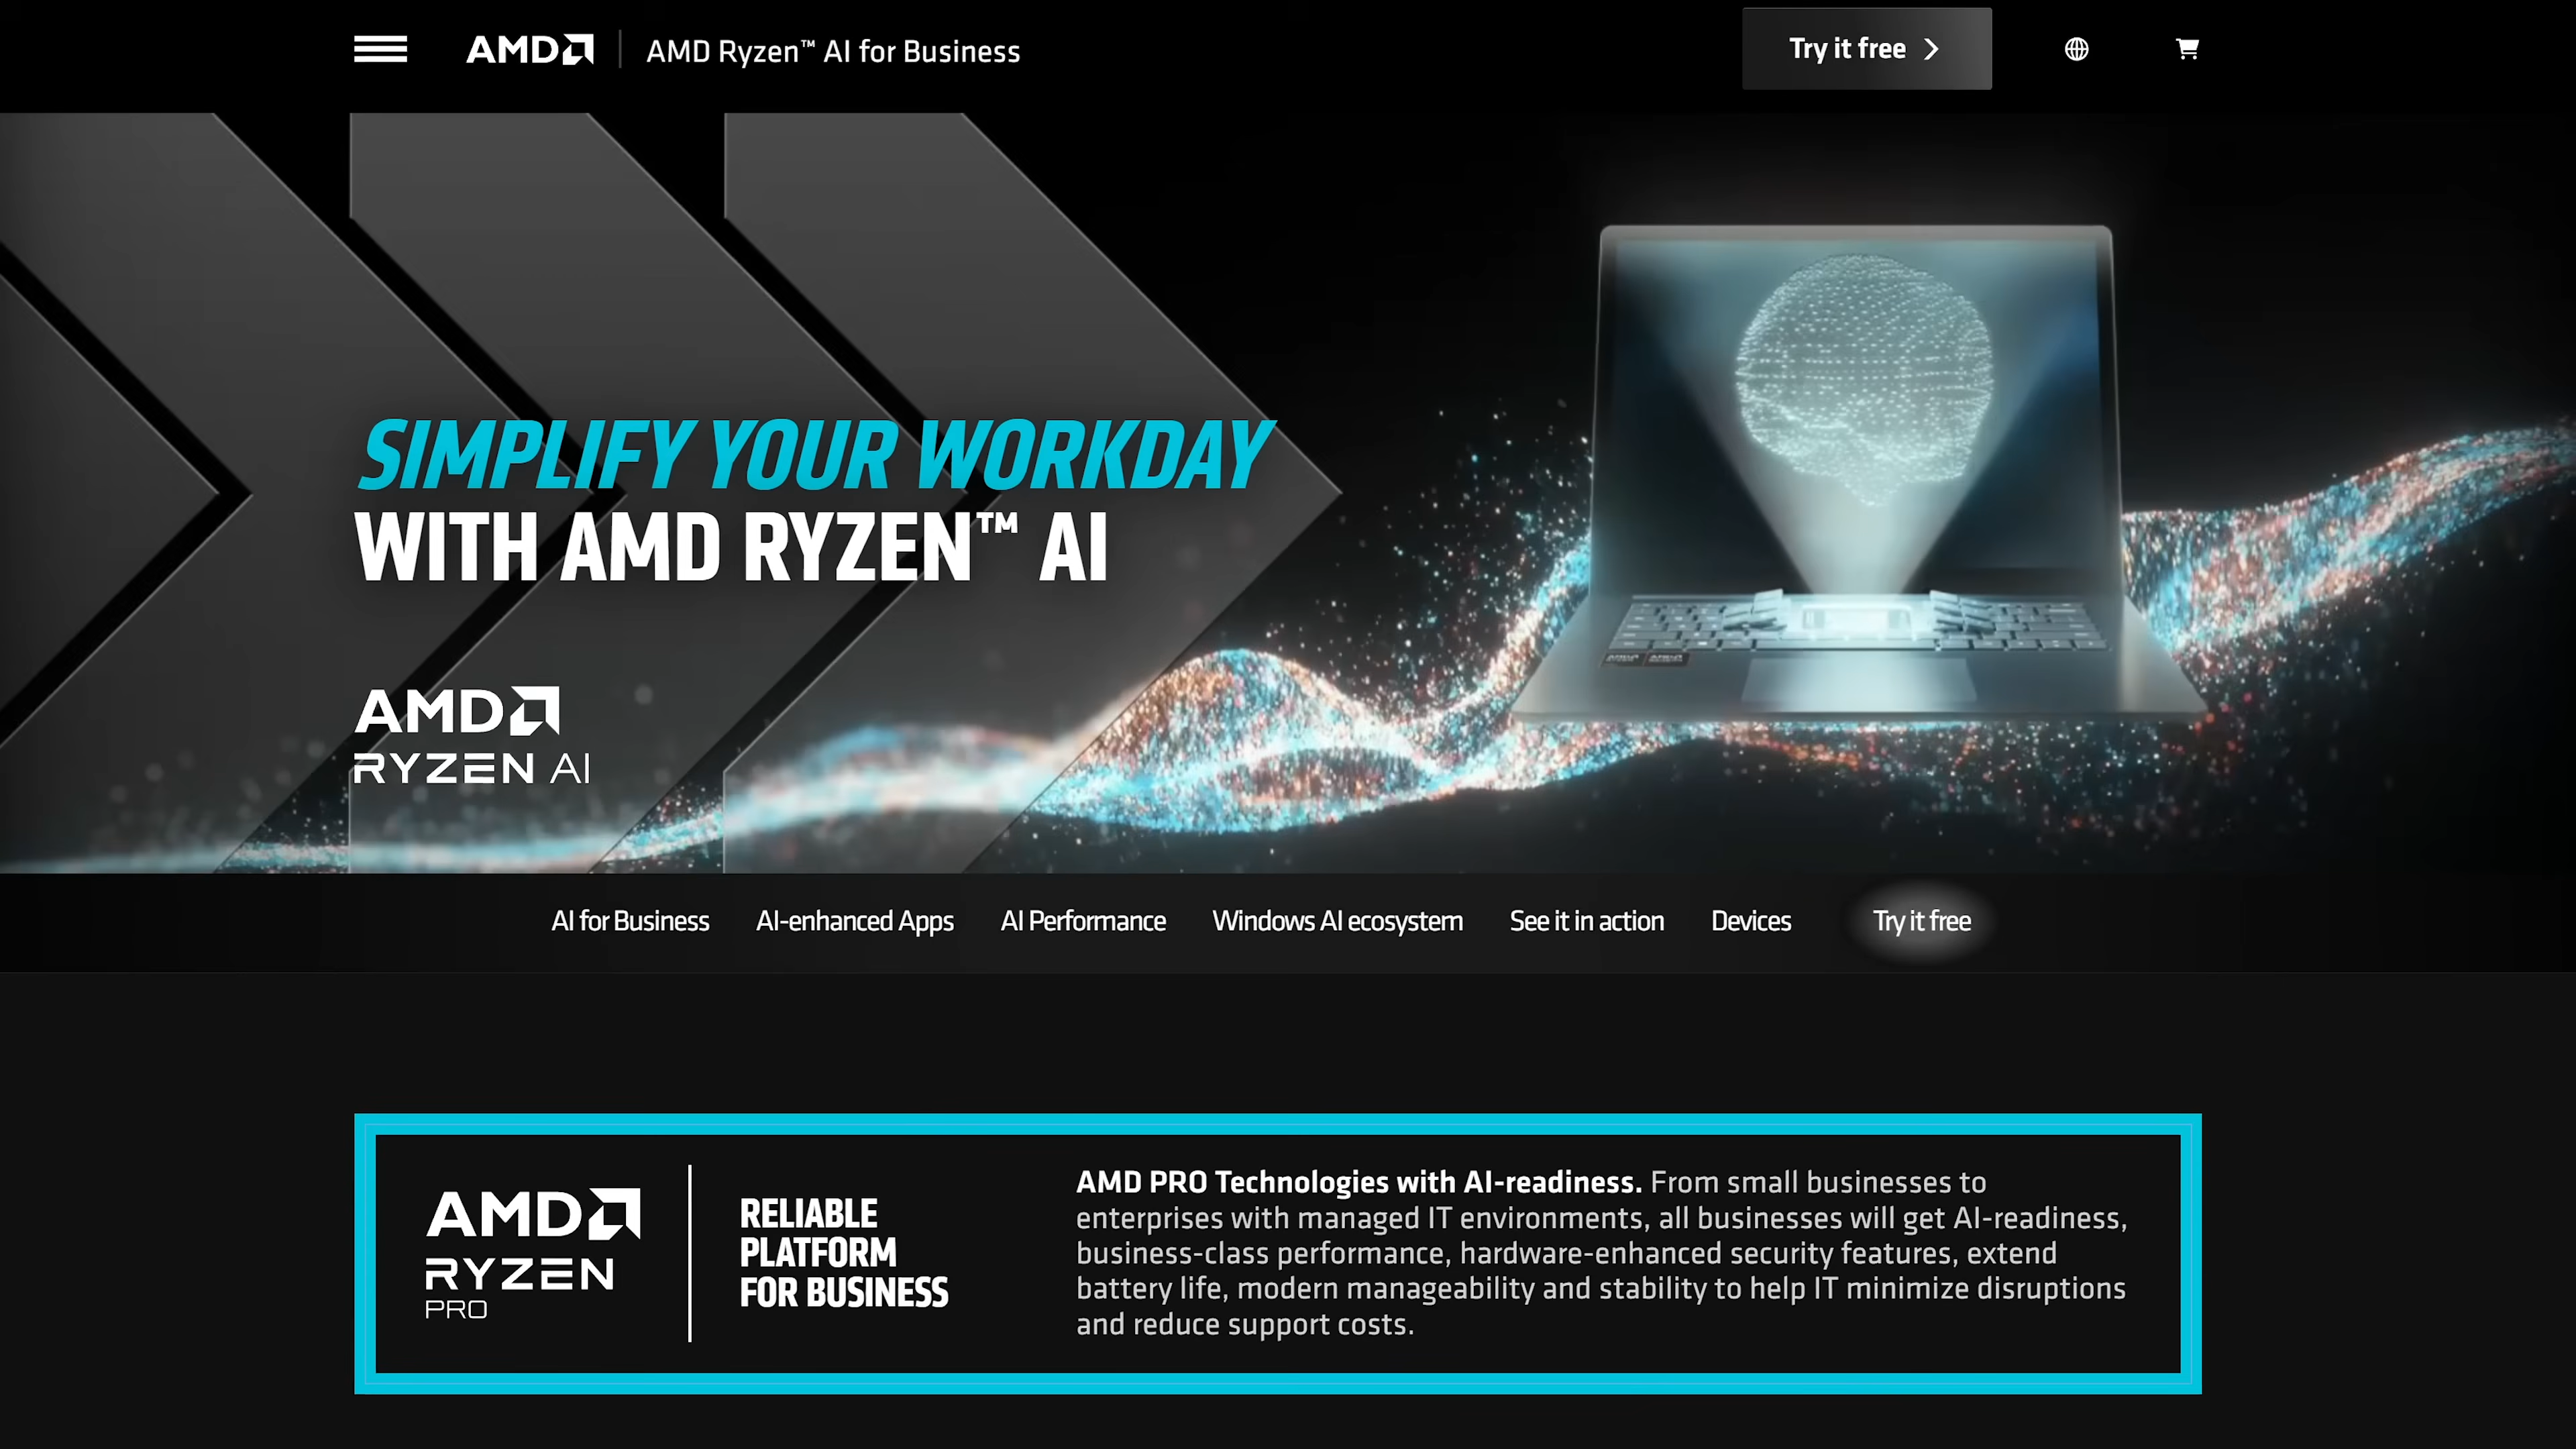 AMD
AMD Ryzen™ AI for Business
Try it free
SIMPLIFY YOUR WORKDAY
WITH AMD RYZEN™ AI
AMD
RYZEN AI
AI for Business
AI-enhanced Apps
AI Performance
Windows AI ecosystem
See it in action
Devices
Try it free
AMD
RYZEN
PRO
RELIABLE
PLATFORM
FOR BUSINESS
AMD PRO Technologies with AI-readiness. From small businesses to
enterprises with managed IT environments, all businesses will get AI-readiness,
business-class performance, hardware-enhanced security features, extend
battery life, modern manageability and stability to help IT minimize disruptions
and reduce support costs.